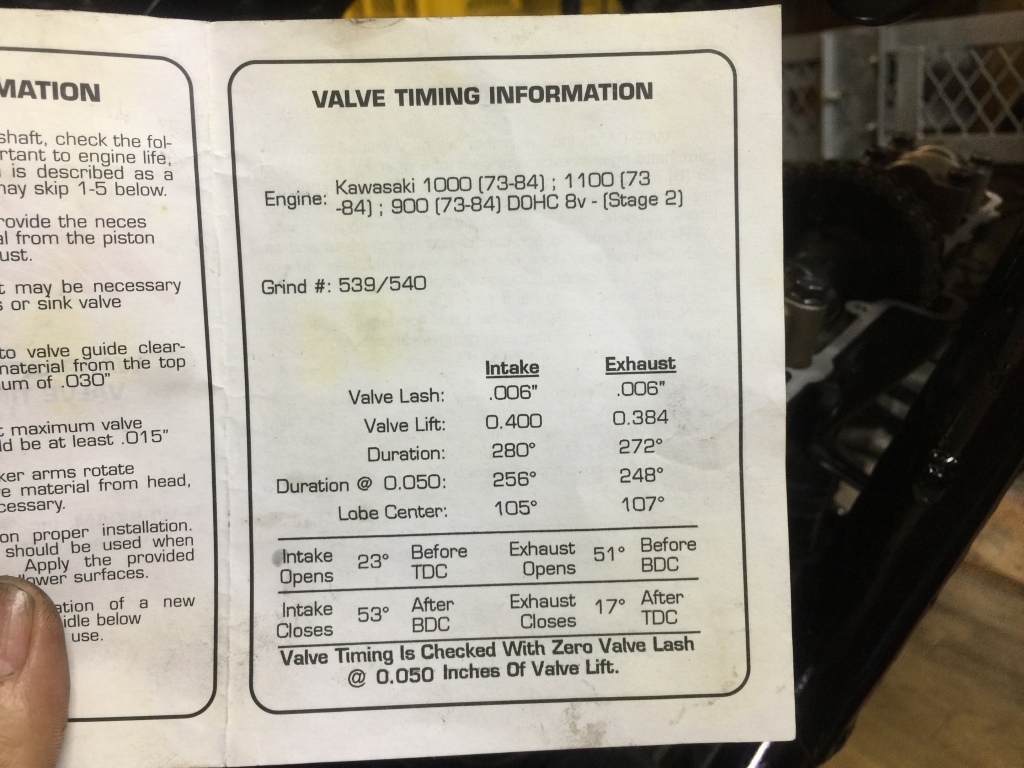 MATION
shaft, check the fol-
rtant to engine life,
is described as a
nay skip 1-5 below.
rovide the neces
al from the piston
ust.
t may be necessary
s or sink valve
to valve guide clear-
naterial from the top
um of .030"
t maximum valve
ld be at least .015"
ker arms rotate
e material from head,
cessary.
on proper installation.
should be used when
Apply the provided
lower surfaces.
ation of a new
idle below
use.
VALVE TIMING INFORMATION
Engine: Kawasaki 1000 (73-84) ; 1100 (73
-84) ; 900 (73-84) DOHC 8v - (Stage 2)
Grind #: 539/540
Intake Exhaust
Valve Lash: .006" .006"
Valve Lift: 0.400 0.384
Duration: 280° 272°
Duration @ 0.050: 256° 248°
Lobe Center: 105° 107°
Intake Opens 23° Before TDC Exhaust Opens 51° Before BDC
Intake Closes 53° After BDC Exhaust Closes 17° After TDC
Valve Timing Is Checked With Zero Valve Lash
@ 0.050 Inches Of Valve Lift.